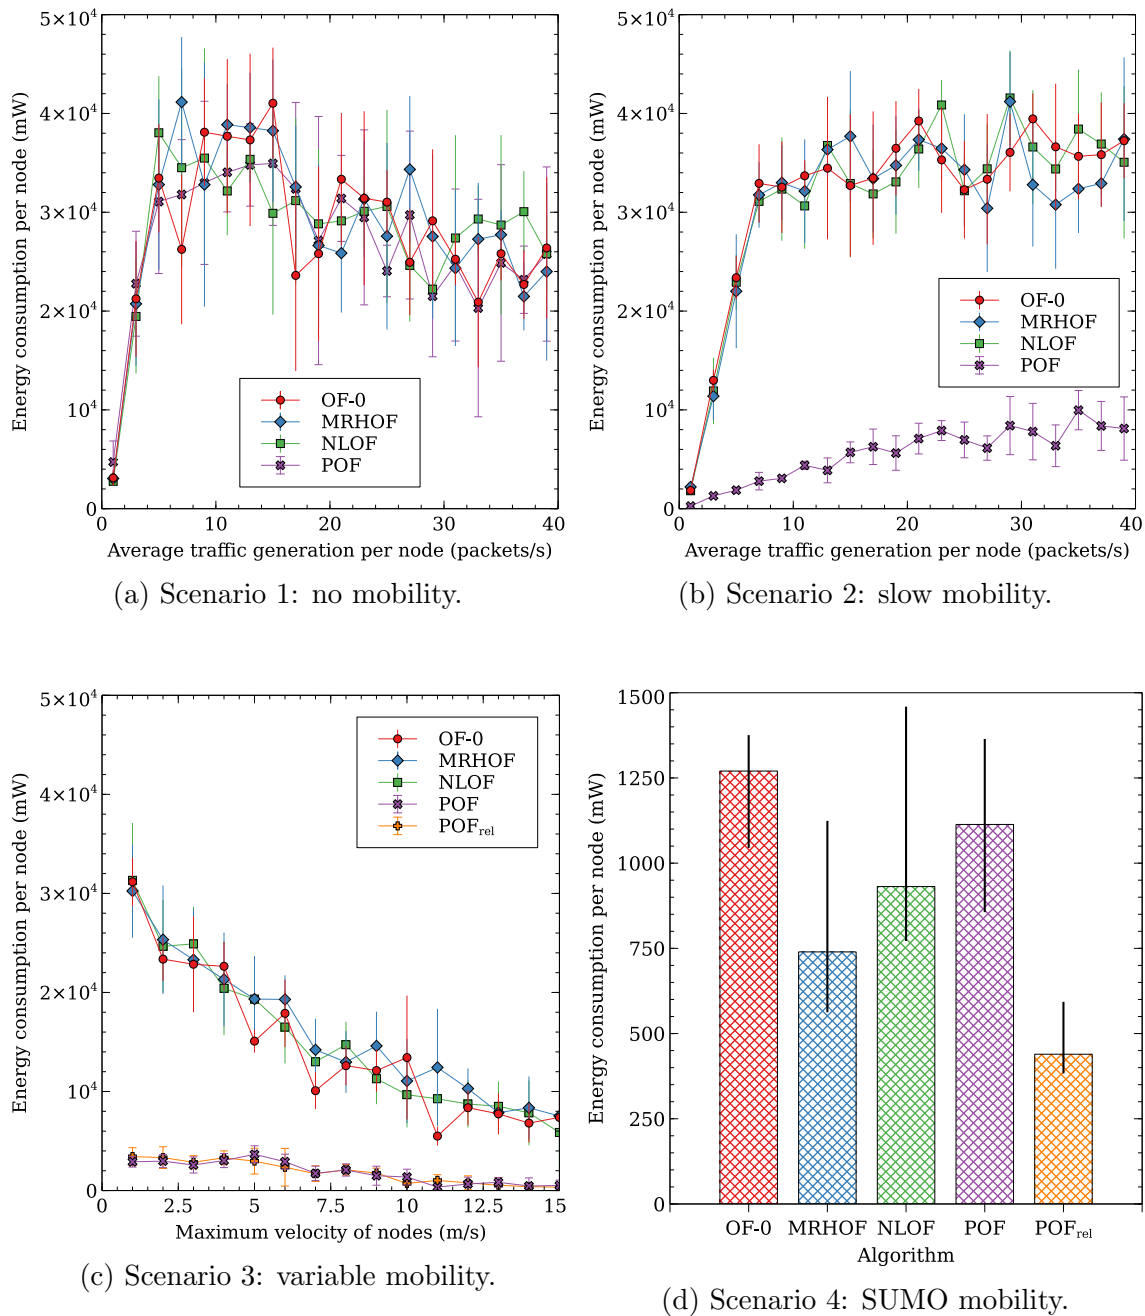 5×10⁴
4×10⁴
3×10⁴
2×10⁴
10⁴
0
Energy consumption per node (mW)
OF-0
MRHOF
NLOF
POF
0 10 20 30 40
Average traffic generation per node (packets/s)
(a) Scenario 1: no mobility.
5×10⁴
4×10⁴
3×10⁴
2×10⁴
10⁴
0
Energy consumption per node (mW)
OF-0
MRHOF
NLOF
POF
0 10 20 30 40
Average traffic generation per node (packets/s)
(b) Scenario 2: slow mobility.
5×10⁴
4×10⁴
3×10⁴
2×10⁴
10⁴
0
Energy consumption per node (mW)
OF-0
MRHOF
NLOF
POF
POFrel
0 2.5 5 7.5 10 12.5 15
Maximum velocity of nodes (m/s)
(c) Scenario 3: variable mobility.
1500
1250
1000
750
500
250
0
Energy consumption per node (mW)
OF-0 MRHOF NLOF POF POFrel
Algorithm
(d) Scenario 4: SUMO mobility.